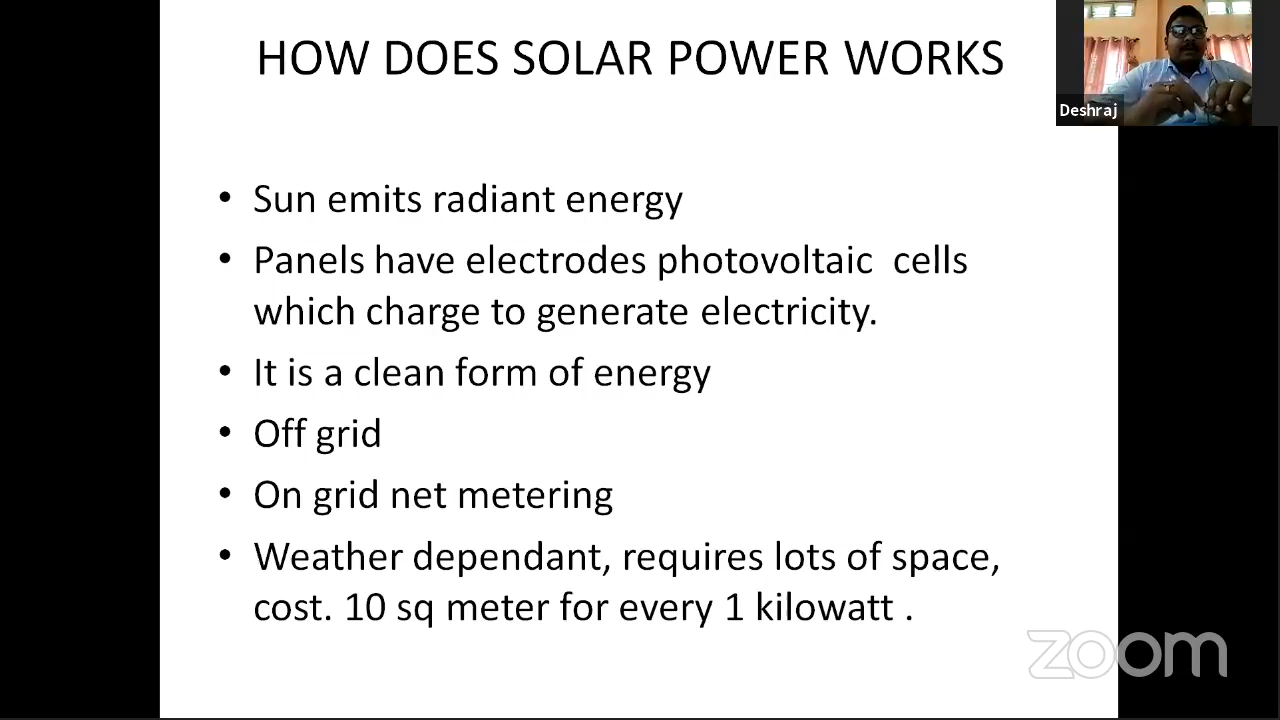 HOW DOES SOLAR POWER WORKS
Deshraj
• Sun emits radiant energy
• Panels have electrodes photovoltaic  cells
which charge to generate electricity.
• It is a clean form of energy
• Off grid
• On grid net metering
• Weather dependant, requires lots of space,
cost. 10 sq meter for every 1 kilowatt .
zoom